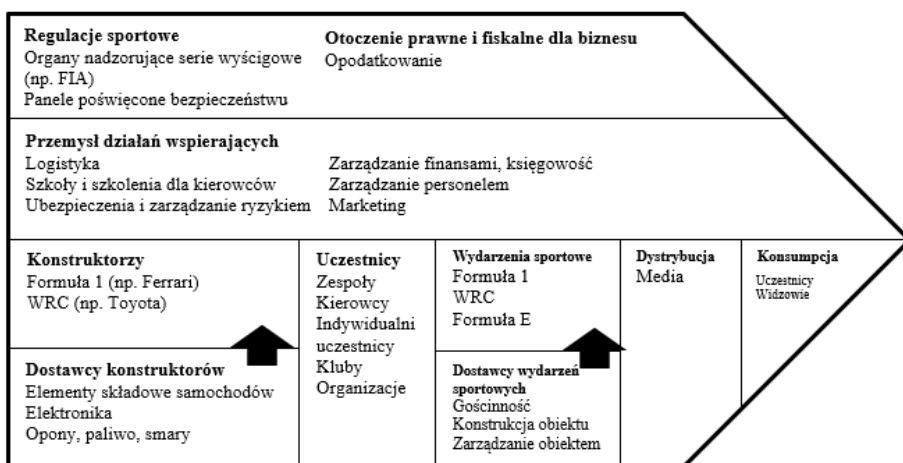 Regulacje sportowe
Organy nadzorujące serie wyścigowe
(np. FIA)
Panele poświęcone bezpieczeństwu
Otoczenie prawne i fiskalne dla biznesu
Opodatkowanie
Przemysł działań wspierających
Logistyka
Szkoły i szkolenia dla kierowców
Ubezpieczenia i zarządzanie ryzykiem
Zarządzanie finansami, księgowość
Zarządzanie personelem
Marketing
Konstruktorzy
Formuła 1 (np. Ferrari)
WRC (np. Toyota)
Dostawcy konstruktorów
Elementy składowe samochodów
Elektronika
Opony, paliwo, smary
Uczestnicy
Zespoły
Kierowcy
Indywidualni
uczestnicy
Kluby
Organizacje
Wydarzenia sportowe
Formuła 1
WRC
Formuła E
Dostawcy wydarzeń
sportowych
Gościnność
Konstrukcja obiektu
Zarządzanie obiektem
Dystrybucja
Media
Konsumpcja
Uczestnicy
Widzowie